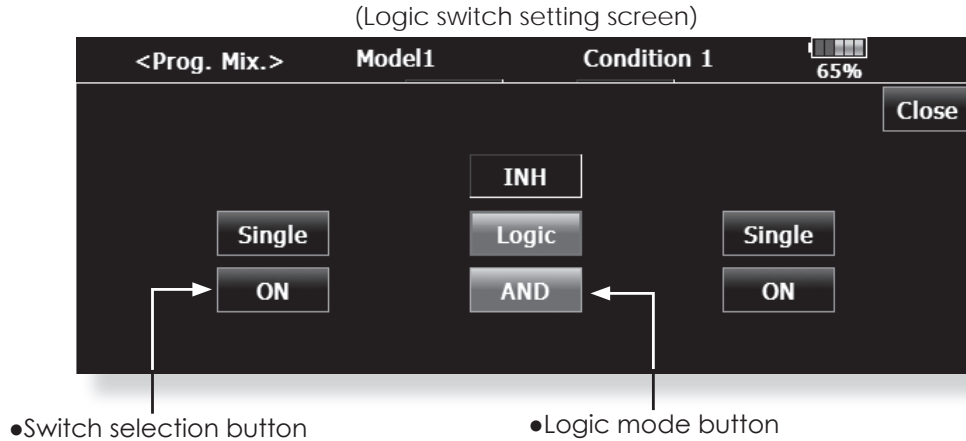 (Logic switch setting screen)
<Prog. Mix.> Model1 Condition 1 65%
Close
INH
Single Logic Single
ON AND ON
●Switch selection button ●Logic mode button